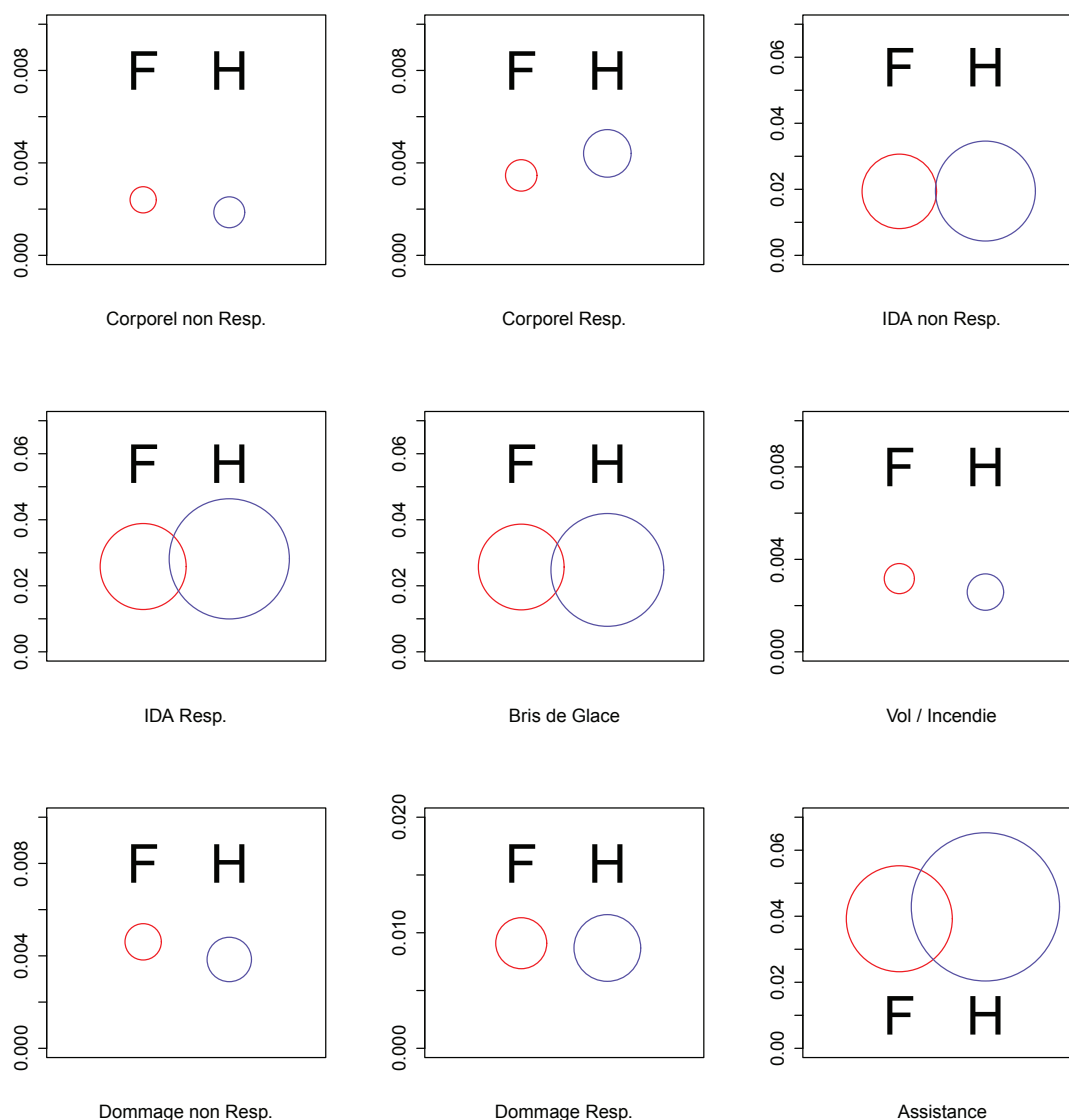 0.008
0.004
0.000
F H
Corporel non Resp.
0.008
0.004
0.000
F H
Corporel Resp.
0.06
0.04
0.02
0.00
F H
IDA non Resp.
0.06
0.04
0.02
0.00
F H
IDA Resp.
0.06
0.04
0.02
0.00
F H
Bris de Glace
0.008
0.004
0.000
F H
Vol / Incendie
0.008
0.004
0.000
F H
Dommage non Resp.
0.020
0.010
0.000
F H
Dommage Resp.
0.06
0.04
0.02
0.00
F H
Assistance